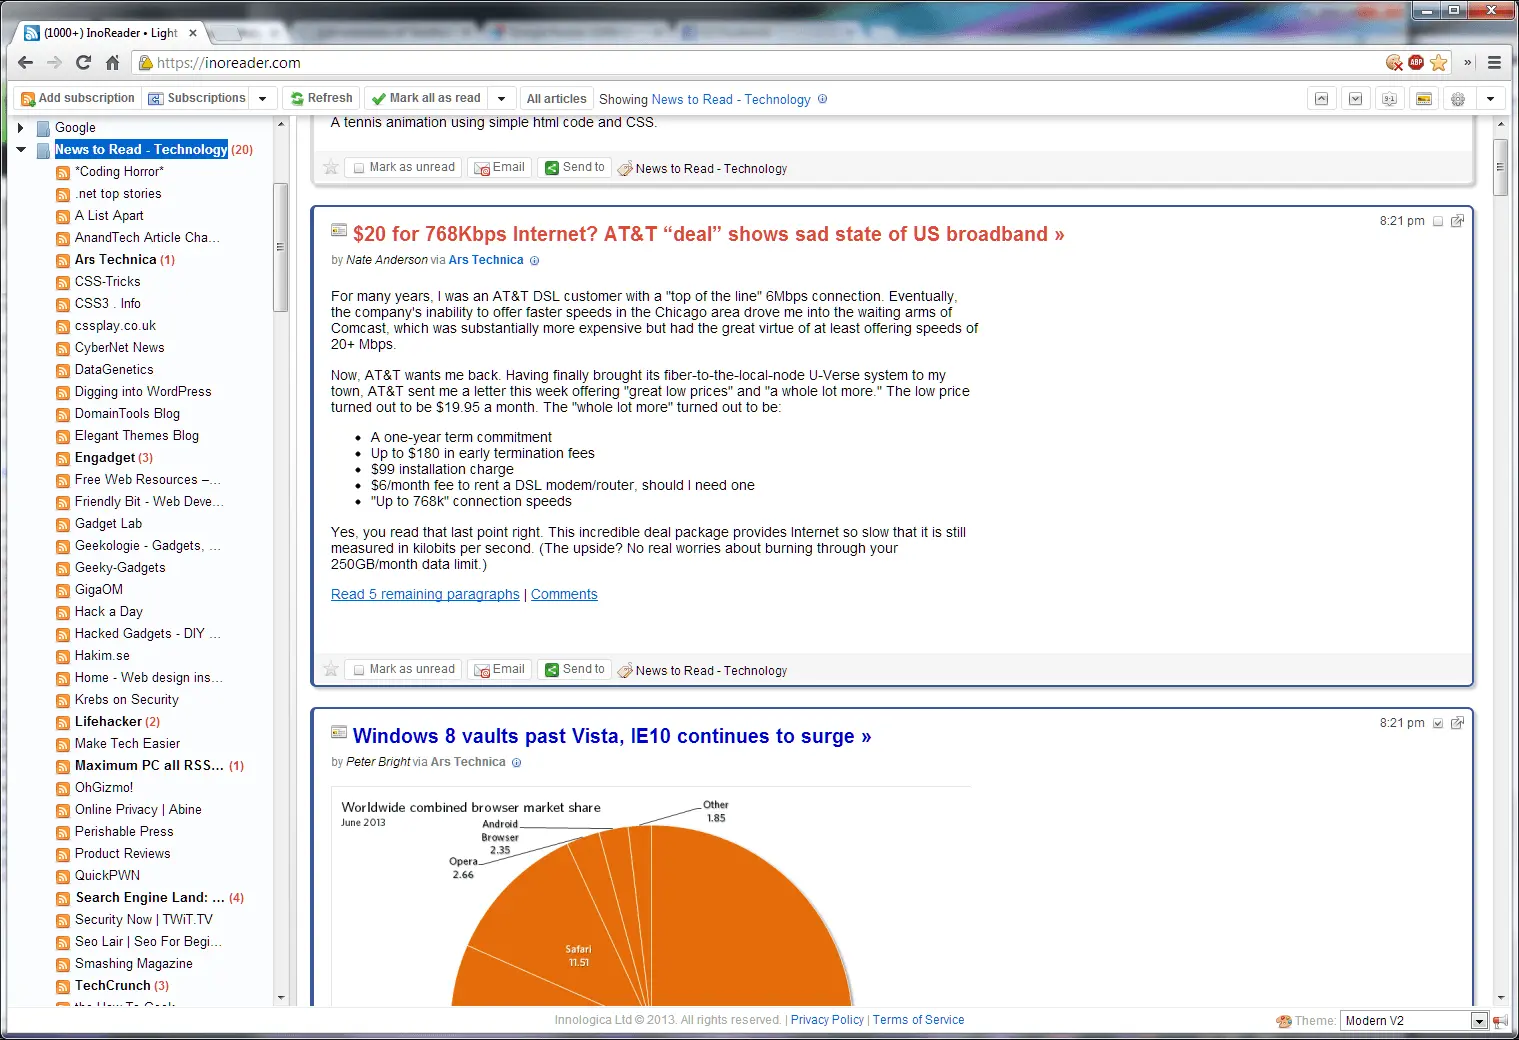 (1000+) InoReader • Light
https://inoreader.com
ABP
Add subscription
Subscriptions
Refresh
Mark all as read
All articles
Showing News to Read - Technology
Google
News to Read - Technology (20)
*Coding Horror*
.net top stories
A List Apart
AnandTech Article Cha...
Ars Technica (1)
CSS-Tricks
CSS3 . Info
cssplay.co.uk
CyberNet News
DataGenetics
Digging into WordPress
DomainTools Blog
Elegant Themes Blog
Engadget (3)
Free Web Resources –...
Friendly Bit - Web Deve...
Gadget Lab
Geekologie - Gadgets, ...
Geeky-Gadgets
GigaOM
Hack a Day
Hacked Gadgets - DIY ...
Hakim.se
Home - Web design ins...
Krebs on Security
Lifehacker (2)
Make Tech Easier
Maximum PC all RSS... (1)
OhGizmo!
Online Privacy | Abine
Perishable Press
Product Reviews
QuickPWN
Search Engine Land: ... (4)
Security Now | TWiT.TV
Seo Lair | Seo For Begi...
Smashing Magazine
TechCrunch (3)
A tennis animation using simple html code and CSS.
Mark as unread
Email
Send to
News to Read - Technology
$20 for 768Kbps Internet? AT&T “deal” shows sad state of US broadband »
8:21 pm
by Nate Anderson via Ars Technica
For many years, I was an AT&T DSL customer with a "top of the line" 6Mbps connection. Eventually,
the company's inability to offer faster speeds in the Chicago area drove me into the waiting arms of
Comcast, which was substantially more expensive but had the great virtue of at least offering speeds of
20+ Mbps.
Now, AT&T wants me back. Having finally brought its fiber-to-the-local-node U-Verse system to my
town, AT&T sent me a letter this week offering "great low prices" and "a whole lot more." The low price
turned out to be $19.95 a month. The "whole lot more" turned out to be:
• A one-year term commitment
• Up to $180 in early termination fees
• $99 installation charge
• $6/month fee to rent a DSL modem/router, should I need one
• "Up to 768k" connection speeds
Yes, you read that last point right. This incredible deal package provides Internet so slow that it is still
measured in kilobits per second. (The upside? No real worries about burning through your
250GB/month data limit.)
Read 5 remaining paragraphs | Comments
Mark as unread
Email
Send to
News to Read - Technology
Windows 8 vaults past Vista, IE10 continues to surge »
8:21 pm
by Peter Bright via Ars Technica
Worldwide combined browser market share
June 2013
Other
1.85
Android
Browser
2.35
Opera
2.66
Safari
11.51
Innologica Ltd © 2013. All rights reserved. | Privacy Policy | Terms of Service
Theme: Modern V2